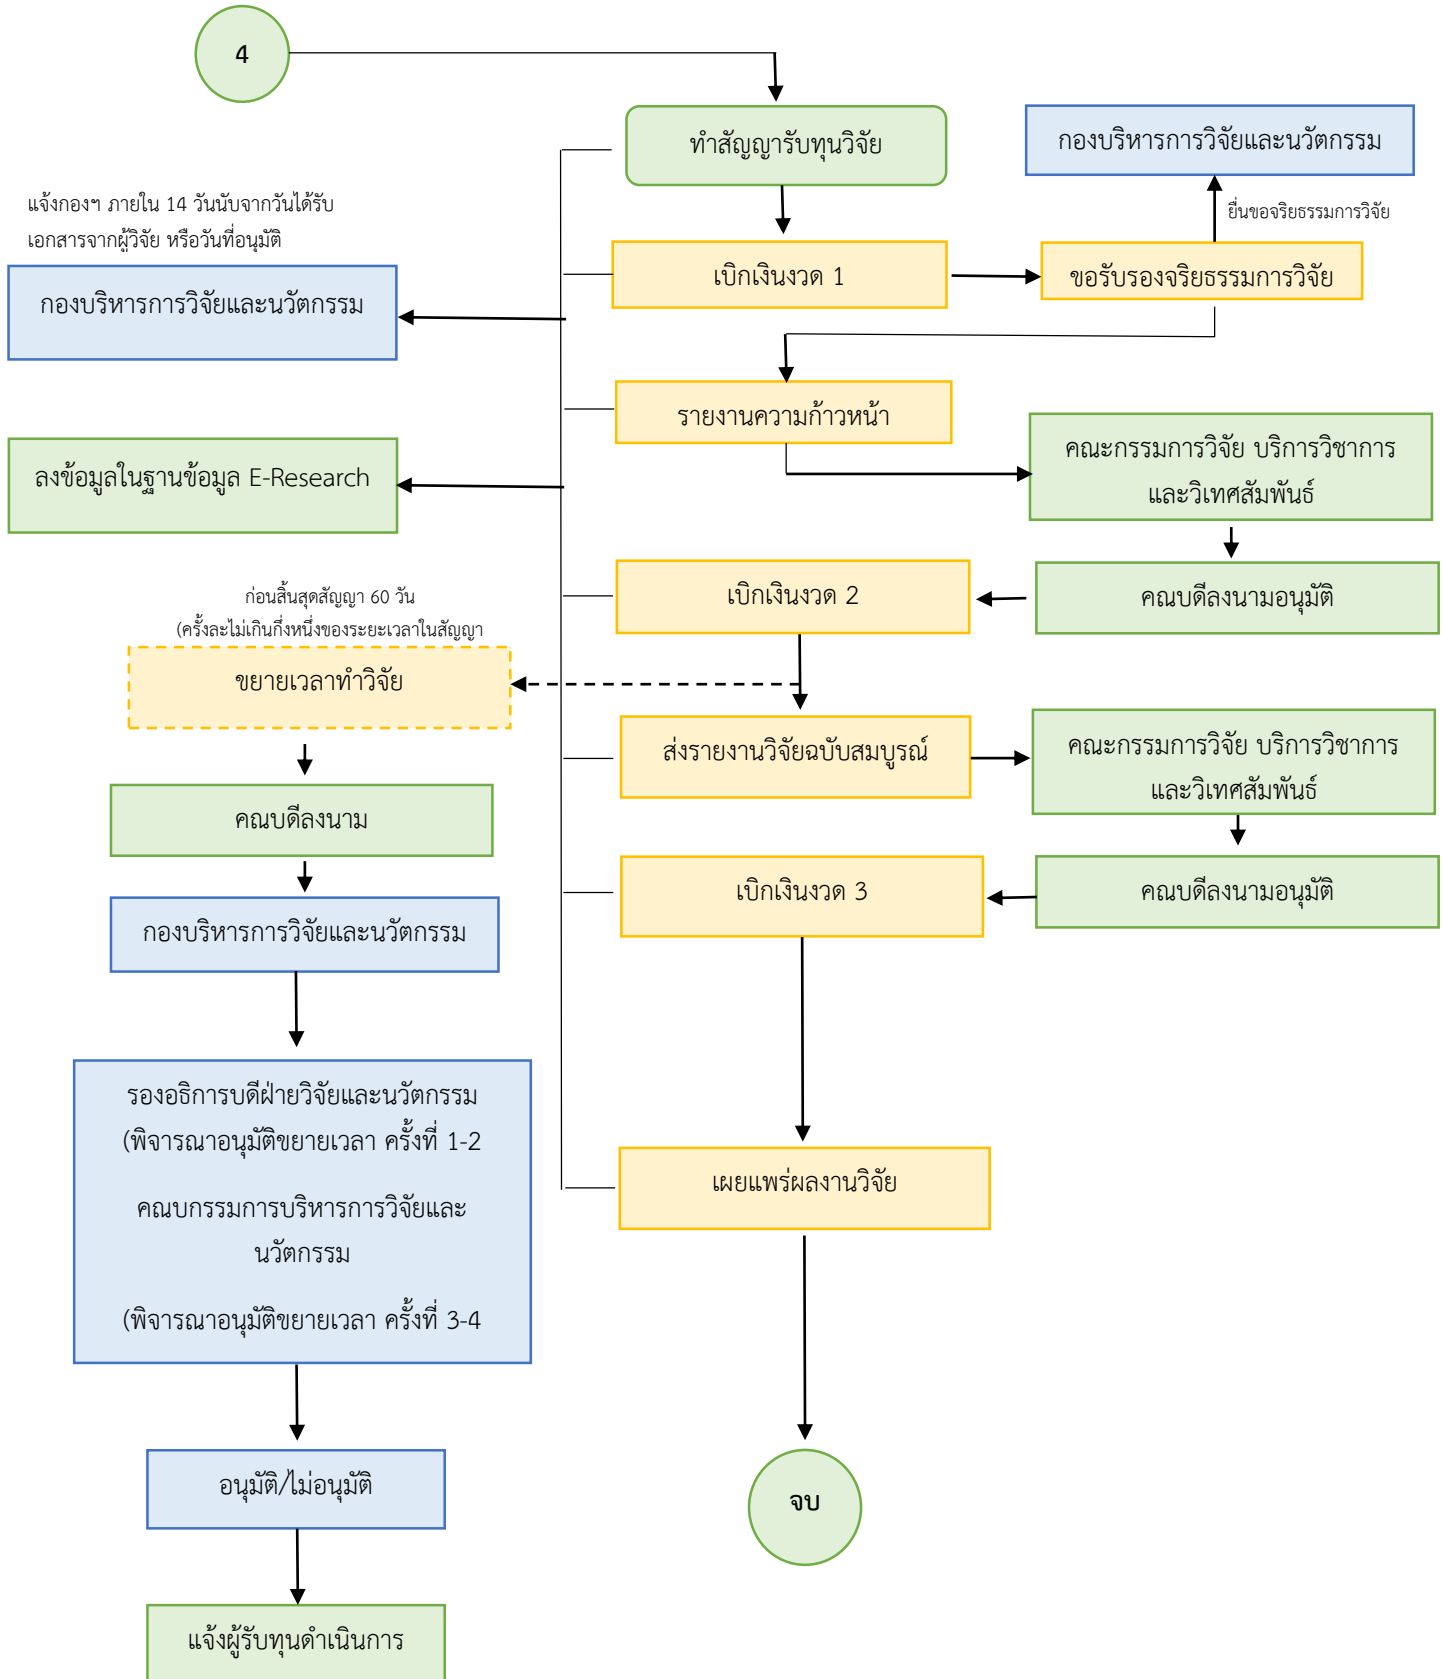 4
ทำสัญญารับทุนวิจัย
กองบริหารการวิจัยและนวัตกรรม
แจ้งกองฯ ภายใน 14 วันนับจากวันได้รับ
เอกสารจากผู้วิจัย หรือวันที่อนุมัติ
ยื่นขอจริยธรรมการวิจัย
กองบริหารการวิจัยและนวัตกรรม
เบิกเงินงวด 1
ขอรับรองจริยธรรมการวิจัย
รายงานความก้าวหน้า
คณะกรรมการวิจัย บริการวิชาการ
และวิเทศสัมพันธ์
ลงข้อมูลในฐานข้อมูล E-Research
เบิกเงินงวด 2
คณบดีลงนามอนุมัติ
ก่อนสิ้นสุดสัญญา 60 วัน
(ครั้งละไม่เกินกึ่งหนึ่งของระยะเวลาในสัญญา
ขยายเวลาทำวิจัย
ส่งรายงานวิจัยฉบับสมบูรณ์
คณะกรรมการวิจัย บริการวิชาการ
และวิเทศสัมพันธ์
คณบดีลงนาม
เบิกเงินงวด 3
คณบดีลงนามอนุมัติ
กองบริหารการวิจัยและนวัตกรรม
รองอธิการบดีฝ่ายวิจัยและนวัตกรรม
(พิจารณาอนุมัติขยายเวลา ครั้งที่ 1-2
คณบกรรมการบริหารการวิจัยและ
นวัตกรรม
(พิจารณาอนุมัติขยายเวลา ครั้งที่ 3-4
เผยแพร่ผลงานวิจัย
อนุมัติ/ไม่อนุมัติ
จบ
แจ้งผู้รับทุนดำเนินการ